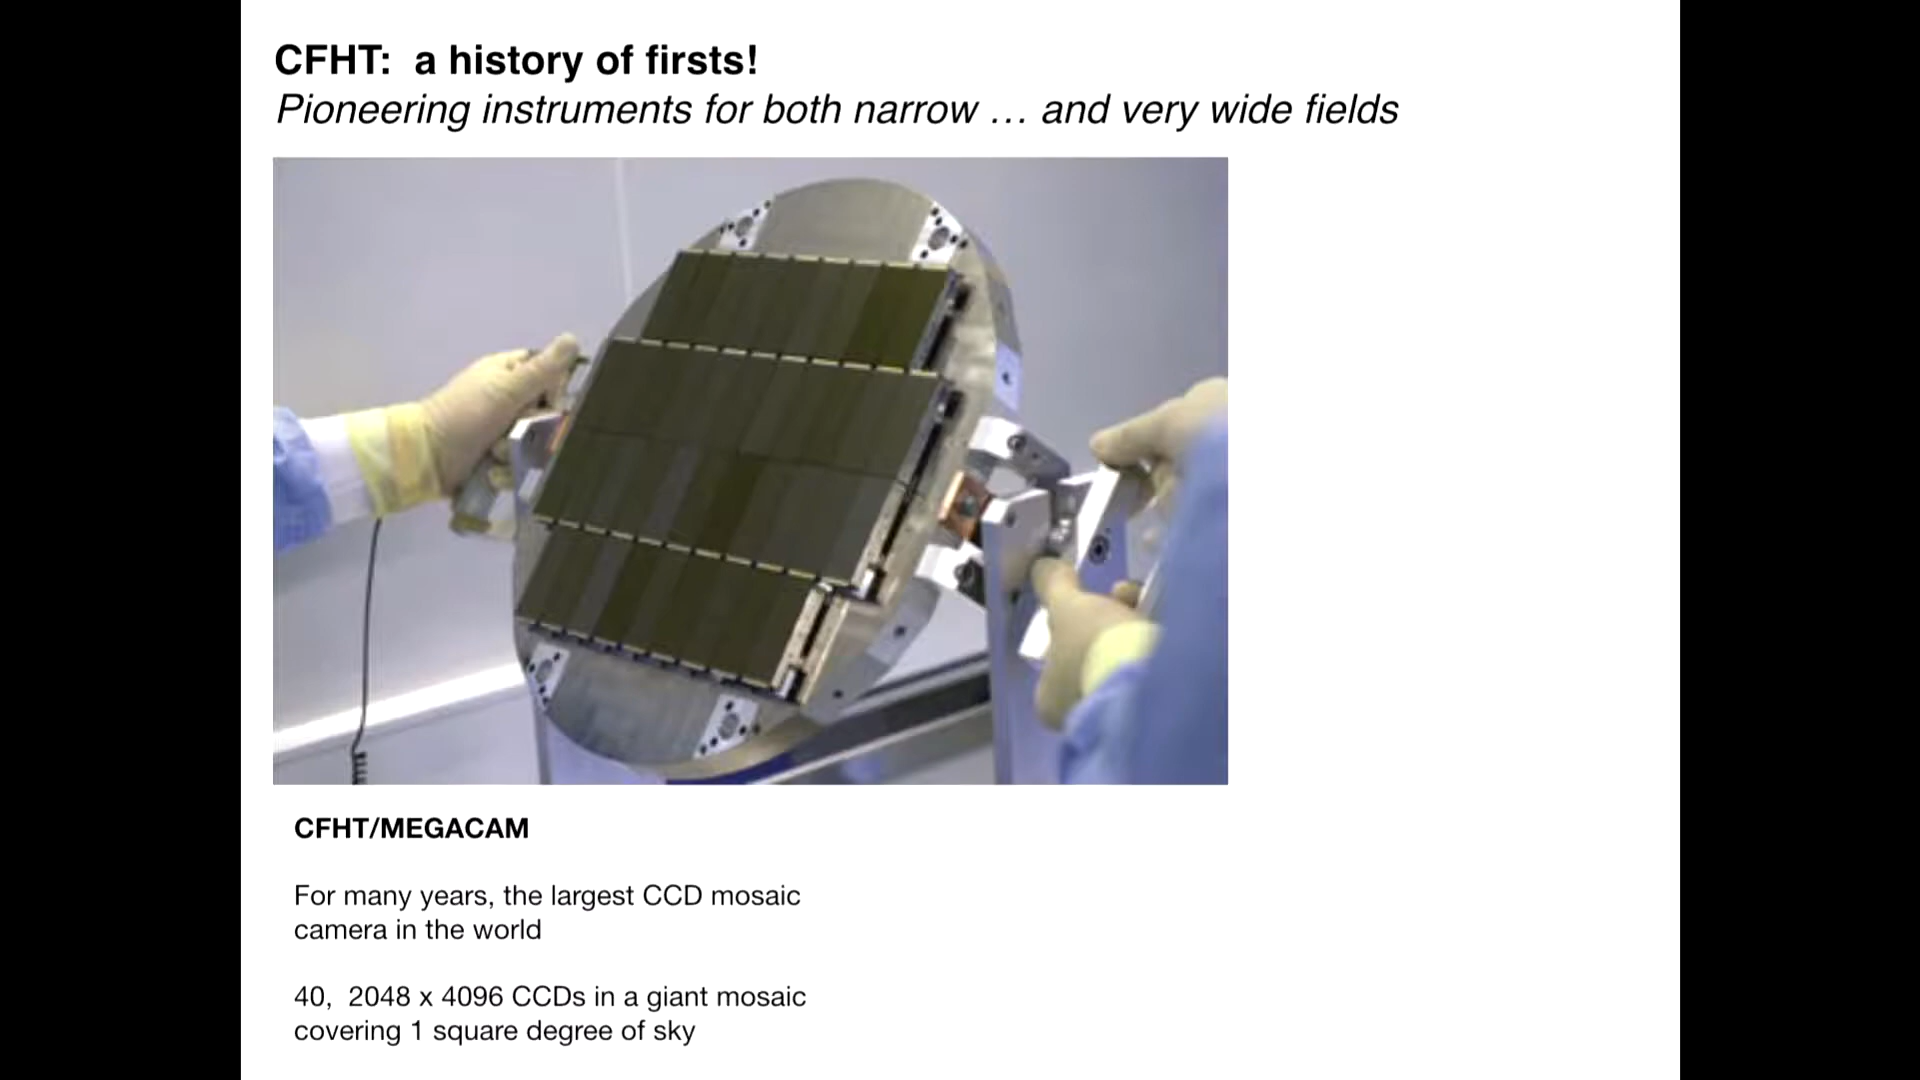 CFHT:  a history of firsts!
Pioneering instruments for both narrow … and very wide fields
CFHT/MEGACAM
For many years, the largest CCD mosaic
camera in the world
40,  2048 x 4096 CCDs in a giant mosaic
covering 1 square degree of sky